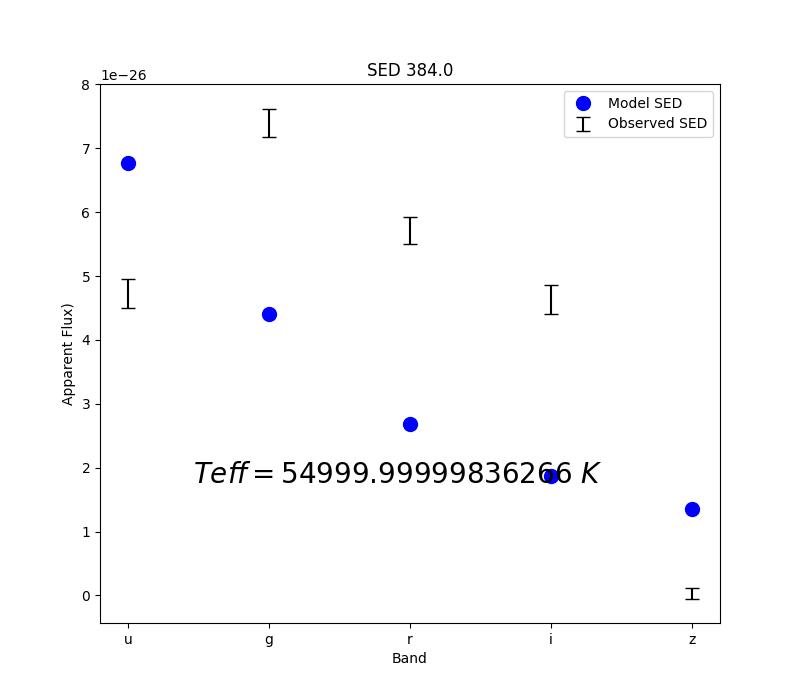 SED 384.0
1e−26
Model SED
Observed SED
8
7
6
5
4
3
2
1
0
Apparent Flux)
Teff = 54999.99999836266 K
u g r i z
Band